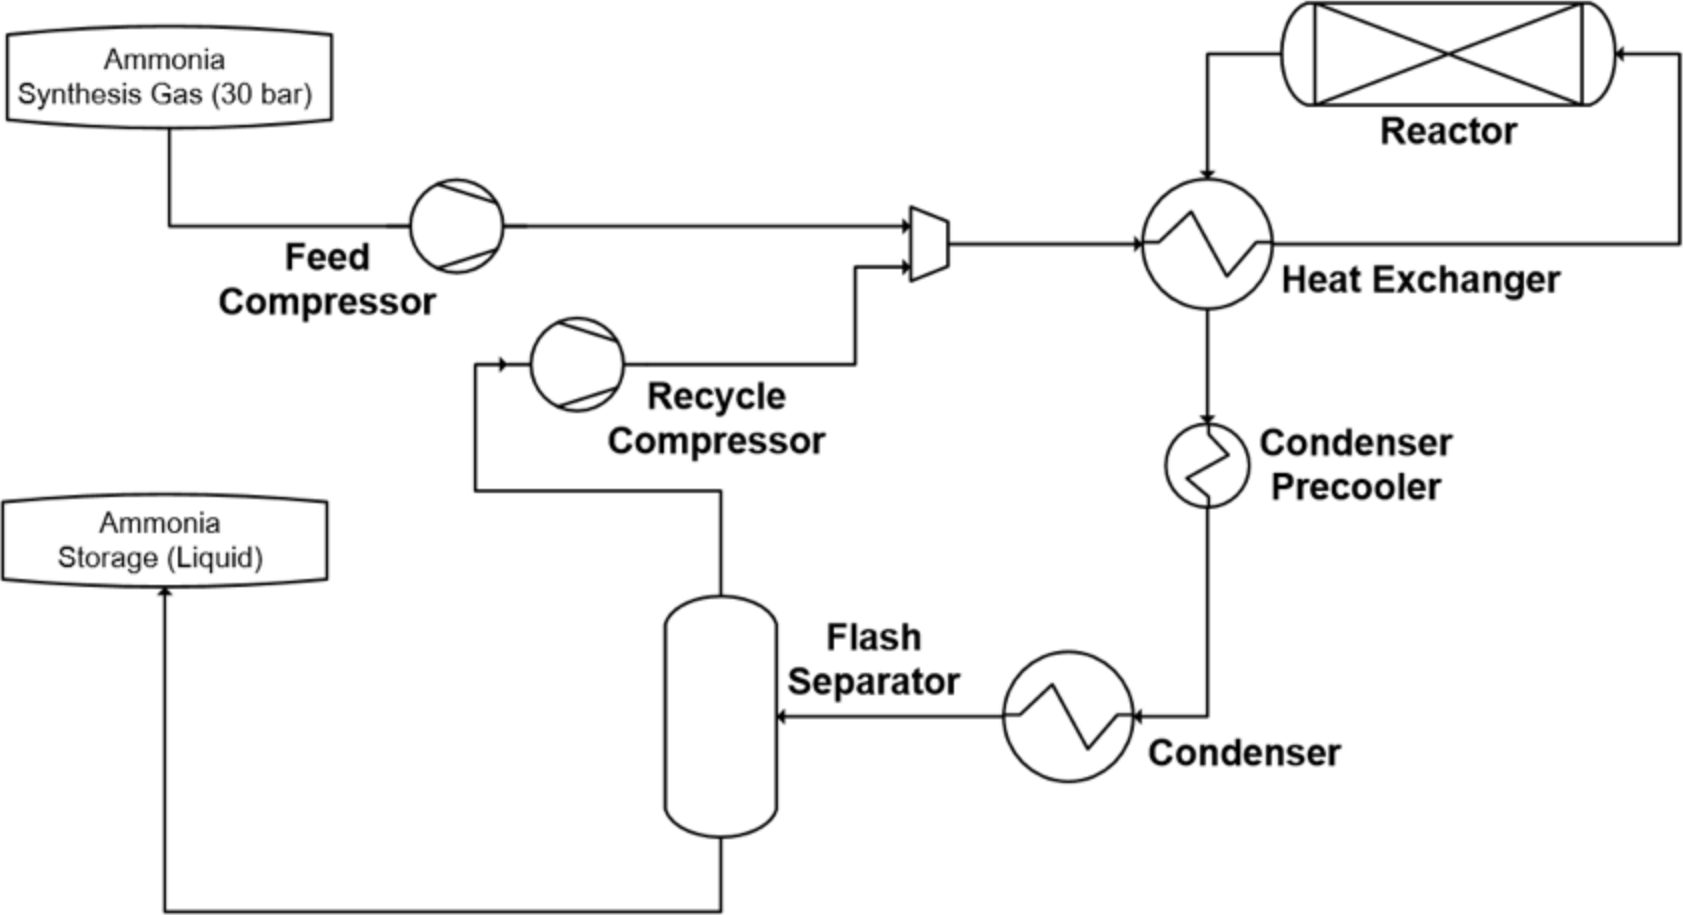 Ammonia
Synthesis Gas (30 bar)
Reactor
Feed
Compressor
Heat Exchanger
Recycle
Compressor
Condenser
Precooler
Ammonia
Storage (Liquid)
Flash
Separator
Condenser